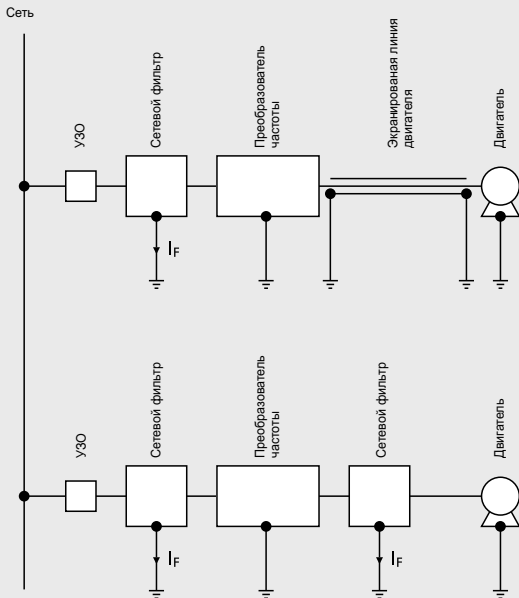 Сеть
УЗО
Сетевой фильтр
Преобразователь
частоты
Экранированая линия
двигателя
Двигатель
IF
УЗО
Сетевой фильтр
Преобразователь
частоты
Сетевой фильтр
Двигатель
IF
IF